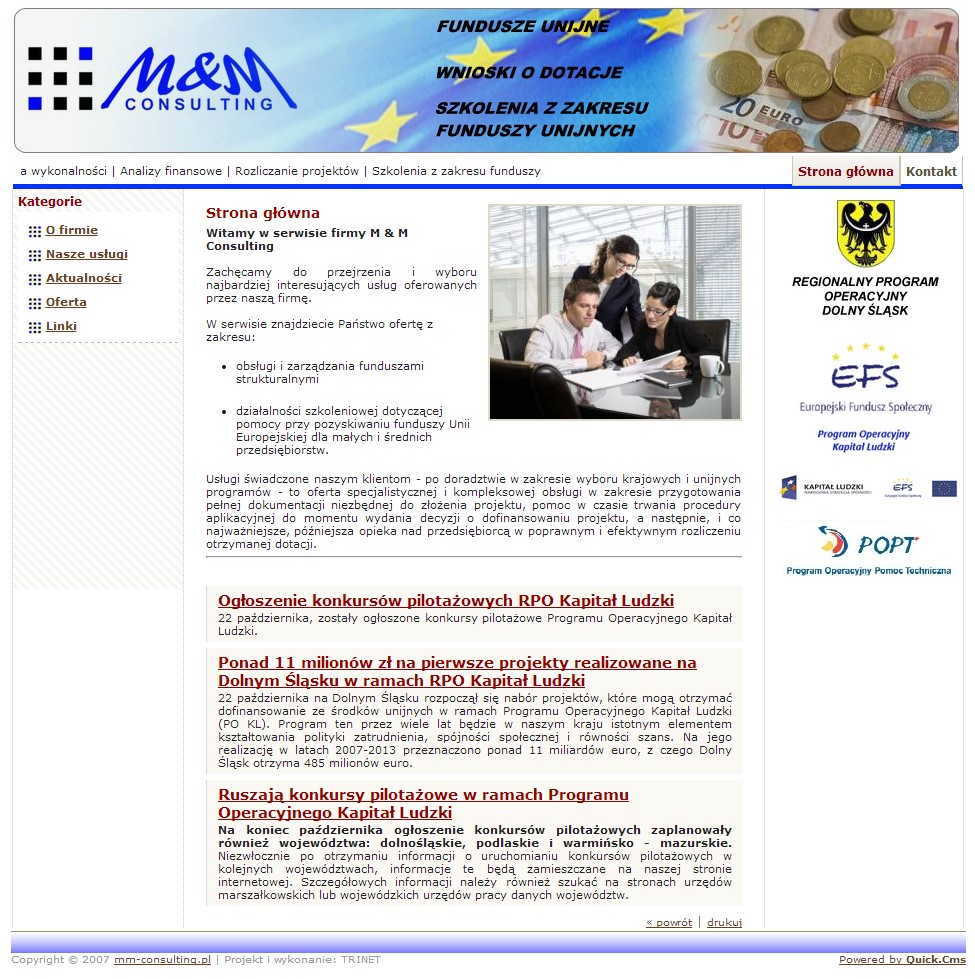 M&M
CONSULTING
FUNDUSZE UNIJNE
WNIOSKI O DOTACJE
SZKOLENIA Z ZAKRESU
FUNDUSZY UNIJNYCH
20 EURO
10
a wykonalności | Analizy finansowe | Rozliczanie projektów | Szkolenia z zakresu funduszy
Strona główna
Kontakt
Kategorie
O firmie
Nasze usługi
Aktualności
Oferta
Linki
Strona główna
Witamy w serwisie firmy M & M
Consulting
Zachęcamy do przejrzenia i wyboru
najbardziej interesujących usług oferowanych
przez naszą firmę.
W serwisie znajdziecie Państwo ofertę z
zakresu:
• obsługi i zarządzania funduszami
strukturalnymi
• działalności szkoleniowej dotyczącej
pomocy przy pozyskiwaniu funduszy Unii
Europejskiej dla małych i średnich
przedsiębiorstw.
Usługi świadczone naszym klientom - po doradztwie w zakresie wyboru krajowych i unijnych
programów - to oferta specjalistycznej i kompleksowej obsługi w zakresie przygotowania
pełnej dokumentacji niezbędnej do złożenia projektu, pomoc w czasie trwania procedury
aplikacyjnej do momentu wydania decyzji o dofinansowaniu projektu, a następnie, i co
najważniejsze, późniejsza opieka nad przedsiębiorcą w poprawnym i efektywnym rozliczeniu
otrzymanej dotacji.
Ogłoszenie konkursów pilotażowych RPO Kapitał Ludzki
22 października, zostały ogłoszone konkursy pilotażowe Programu Operacyjnego Kapitał
Ludzki.
Ponad 11 milionów zł na pierwsze projekty realizowane na
Dolnym Śląsku w ramach RPO Kapitał Ludzki
22 października na Dolnym Śląsku rozpoczął się nabór projektów, które mogą otrzymać
dofinansowanie ze środków unijnych w ramach Programu Operacyjnego Kapitał Ludzki
(PO KL). Program ten przez wiele lat będzie w naszym kraju istotnym elementem
kształtowania polityki zatrudnienia, spójności społecznej i równości szans. Na jego
realizację w latach 2007-2013 przeznaczono ponad 11 miliardów euro, z czego Dolny
Śląsk otrzyma 485 milionów euro.
Ruszają konkursy pilotażowe w ramach Programu
Operacyjnego Kapitał Ludzki
Na koniec października ogłoszenie konkursów pilotażowych zaplanowały
również województwa: dolnośląskie, podlaskie i warmińsko - mazurskie.
Niezwłocznie po otrzymaniu informacji o uruchomianiu konkursów pilotażowych w
kolejnych województwach, informacje te będą zamieszczane na naszej stronie
internetowej. Szczegółowych informacji należy również szukać na stronach urzędów
marszałkowskich lub wojewódzkich urzędów pracy danych województw.
« powrót | drukuj
REGIONALNY PROGRAM
OPERACYJNY
DOLNY ŚLĄSK
EFS
Europejski Fundusz Społeczny
Program Operacyjny
Kapitał Ludzki
KAPITAŁ LUDZKI
NARODOWA STRATEGIA SPÓJNOŚCI
EFS
POPT
Program Operacyjny Pomoc Techniczna
Copyright © 2007 mm-consulting.pl | Projekt i wykonanie: TRINET
Powered by Quick.Cms